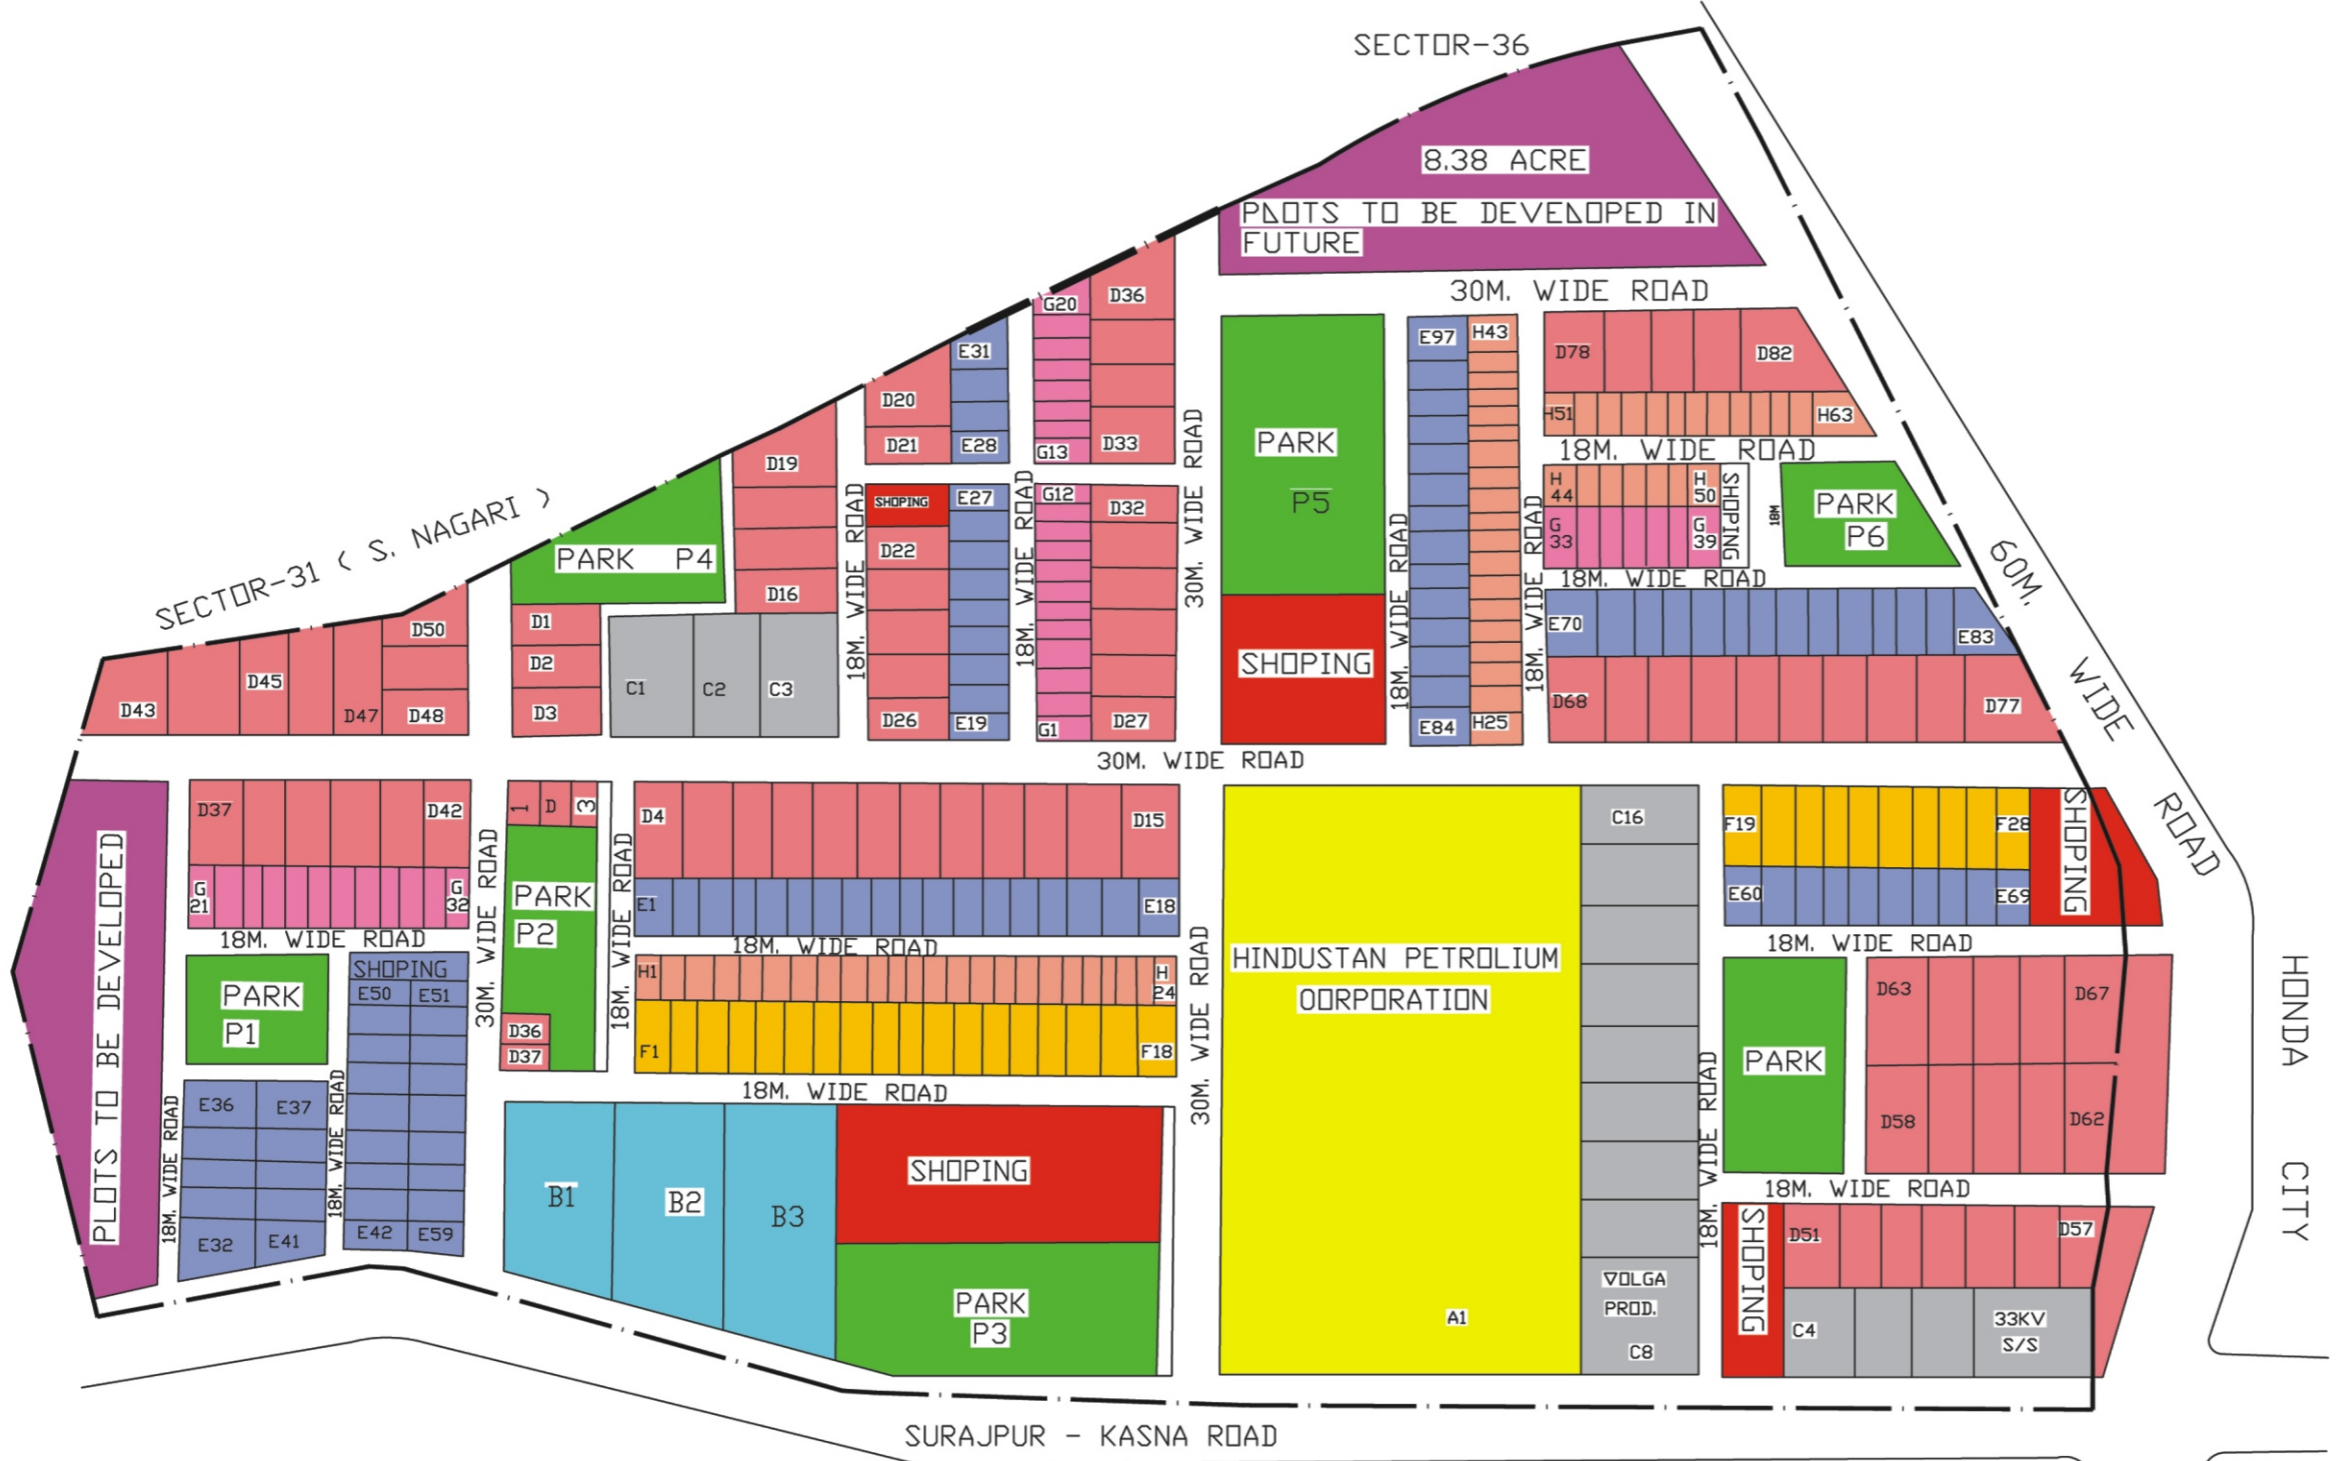 SECTOR-36
8.38 ACRE
PLOTS TO BE DEVELOPED IN
FUTURE
30M. WIDE ROAD
SECTOR-31 ( S. NAGARI )
60M. WIDE ROAD
HONDA CITY
G20
D36
E31
D20
D21
E28
G13
D33
30M. WIDE ROAD
PARK
P5
E97
H43
D78
D82
H51
H63
18M. WIDE ROAD
H
44
H
50
G
33
G
39
SHOPING
18M
PARK
P6
18M. WIDE ROAD
D19
D16
PARK P4
18M. WIDE ROAD
SHOPING
E27
D22
18M. WIDE ROAD
G12
D32
18M. WIDE ROAD
18M. WIDE ROAD
E70
E83
D68
D77
SHOPING
E84
H25
D50
D43
D45
D47
D48
D1
D2
D3
C1
C2
C3
D26
E19
G1
D27
30M. WIDE ROAD
PLOTS TO BE DEVELOPED
D37
D42
G
21
G
32
18M. WIDE ROAD
30M. WIDE ROAD
1
D
3
PARK
P2
D36
D37
18M. WIDE ROAD
D4
D15
E1
E18
18M. WIDE ROAD
H1
H
24
F1
F18
18M. WIDE ROAD
30M. WIDE ROAD
PARK
P1
SHOPING
E50
E51
E36
E37
18M. WIDE ROAD
18M. WIDE ROAD
E32
E41
E42
E59
B1
B2
B3
SHOPING
PARK
P3
HINDUSTAN PETROLIUM
OORPORATION
A1
C16
VOLGA
PROD.
C8
18M. WIDE ROAD
F19
F28
E60
E69
SHOPING
18M. WIDE ROAD
PARK
D63
D67
D58
D62
18M. WIDE ROAD
SHOPING
D51
D57
C4
33KV
S/S
SURAJPUR - KASNA ROAD